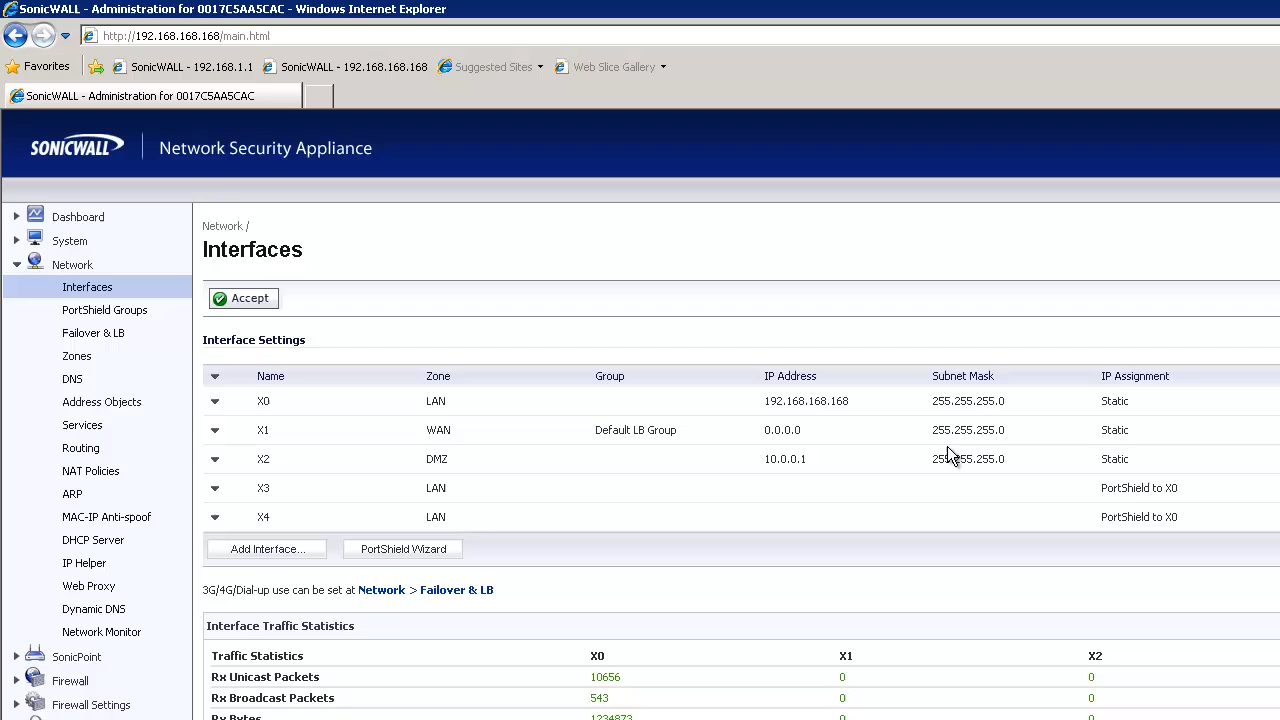 SonicWALL - Administration for 0017C5AA5CAC - Windows Internet Explorer
http://192.168.168.168/main.html
Favorites SonicWALL - 192.168.1.1 SonicWALL - 192.168.168.168 Suggested Sites Web Slice Gallery
SonicWALL - Administration for 0017C5AA5CAC
SONICWALL Network Security Appliance
Dashboard
System
Network
Interfaces
PortShield Groups
Failover & LB
Zones
DNS
Address Objects
Services
Routing
NAT Policies
ARP
MAC-IP Anti-spoof
DHCP Server
IP Helper
Web Proxy
Dynamic DNS
Network Monitor
SonicPoint
Firewall
Firewall Settings
Network /
Interfaces
Accept
Interface Settings
Name Zone Group IP Address Subnet Mask IP Assignment
X0 LAN 192.168.168.168 255.255.255.0 Static
X1 WAN Default LB Group 0.0.0.0 255.255.255.0 Static
X2 DMZ 10.0.0.1 255.255.255.0 Static
X3 LAN PortShield to X0
X4 LAN PortShield to X0
Add Interface... PortShield Wizard
3G/4G/Dial-up use can be set at Network > Failover & LB
Interface Traffic Statistics
Traffic Statistics X0 X1 X2
Rx Unicast Packets 10656 0 0
Rx Broadcast Packets 543 0 0
Rx Bytes 1234873 0 0